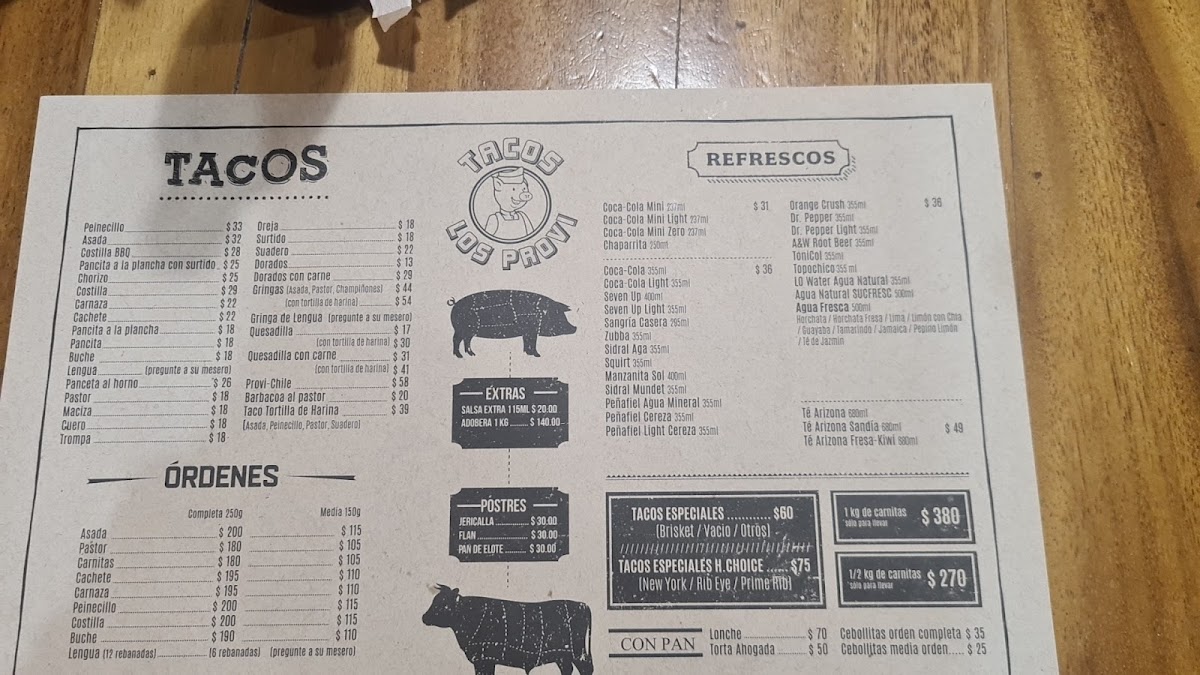 TACOS
Peinecillo $ 33
Asada $ 32
Costilla BBQ $ 28
Pancita a la plancha con surtido $ 25
Chorizo $ 25
Costilla $ 29
Carnaza $ 22
Cachete $ 22
Pancita a la plancha $ 18
Pancita $ 18
Buche $ 18
Lengua (pregunte a su mesero)
Panceta al horno $ 26
Pastor $ 18
Maciza $ 18
Cuero $ 18
Trompa $ 18
Oreja $ 18
Surtido $ 18
Suadero $ 22
Dorados $ 13
Dorados con carne $ 29
Gringas (Asada, Pastor, Champiñones) $ 44
(con tortilla de harina) $ 54
Gringa de Lengua (pregunte a su mesero)
Quesadilla $ 17
(con tortilla de harina) $ 30
Quesadilla con carne $ 31
(con tortilla de harina) $ 41
Provi-Chile $ 58
Barbacoa al pastor $ 20
Taco Tortilla de Harina $ 39
(Asada, Peinecillo, Pastor, Suadero)
ÓRDENES
Completa 250g Media 150g
Asada $ 200 $ 115
Pastor $ 180 $ 105
Carnitas $ 180 $ 105
Cachete $ 195 $ 110
Carnaza $ 195 $ 110
Peinecillo $ 200 $ 115
Costilla $ 200 $ 115
Buche $ 190 $ 110
Lengua (12 rebanadas) (6 rebanadas) (pregunte a su mesero)
TACOS
LOS PROVI
EXTRAS
SALSA EXTRA 115ML $ 20.00
ADOBERA 1 KG $ 140.00
PÓSTRES
JERICALLA $ 30.00
FLAN $ 30.00
PAN DE ELOTE $ 30.00
REFRESCOS
Coca-Cola Mini 237ml $ 31
Coca-Cola Mini Light 237ml
Coca-Cola Mini Zero 237ml
Chaparrita 250ml
Coca-Cola 355ml $ 36
Coca-Cola Light 355ml
Seven Up 400ml
Seven Up Light 355ml
Sangría Casera 295ml
Zubba 355ml
Sidral Aga 355ml
Squirt 355ml
Manzanita Sol 400ml
Sidral Mundet 355ml
Peñafiel Agua Mineral 355ml
Peñafiel Cereza 355ml
Peñafiel Light Cereza 355ml
Orange Crush 355ml $ 36
Dr. Pepper 355ml
Dr. Pepper Light 355ml
A&W Root Beer 355ml
ToniCol 355ml
Topochico 355 ml
LO Water Agua Natural 355ml
Agua Natural SUCFRESC 500ml
Agua Fresca 500ml
Horchata / Horchata Fresa / Lima / Limón con Chia
/ Guayaba / Tamarindo / Jamaica / Pepino Limón
/ Té de Jazmin
Té Arizona 680ml
Té Arizona Sandía 680ml $ 49
Té Arizona Fresa-Kiwi 680ml
TACOS ESPECIALES $60
(Brisket / Vacio / Otros)
TACOS ESPECIALES H.CHOICE $75
(New York / Rib Eye / Prime Rib)
1 kg de carnitas $ 380
sólo para llevar
1/2 kg de carnitas $ 270
*sólo para llevar
CON PAN
Lonche $ 70
Torta Ahogada $ 50
Cebollitas orden completa $ 35
Cebollitas media orden..... $ 25